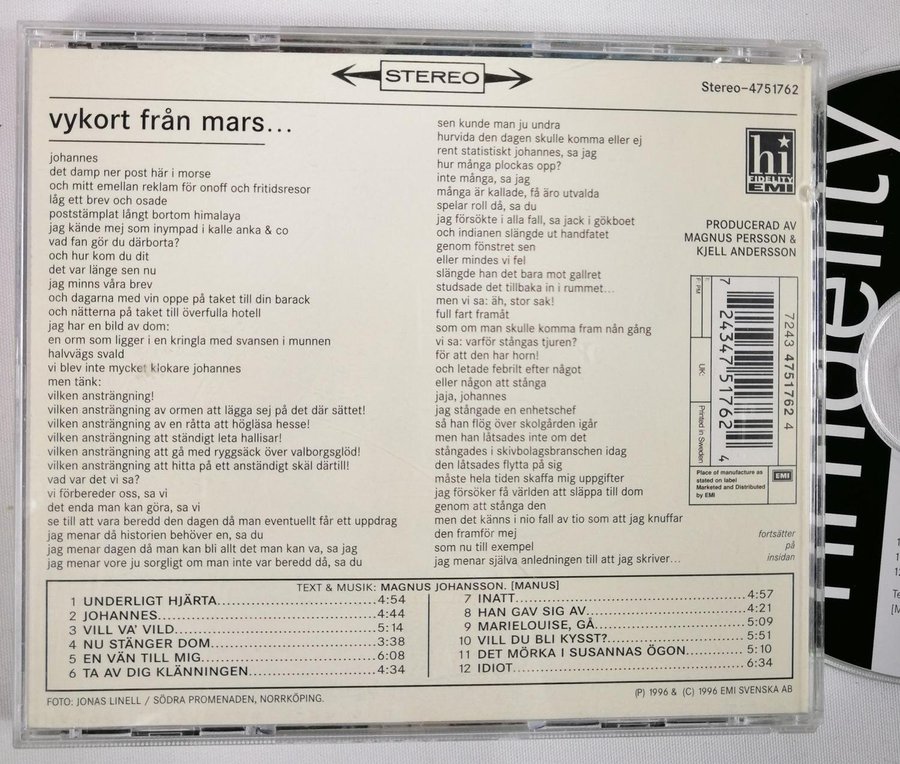 STEREO
Stereo–4751762
vykort från mars...
johannes
det damp ner post här i morse
och mitt emellan reklam för onoff och fritidsresor
låg ett brev och osade
poststämplat långt bortom himalaya
jag kände mej som inympad i kalle anka & co
vad fan gör du därborta?
och hur kom du dit
det var länge sen nu
jag minns våra brev
och dagarna med vin oppe på taket till din barack
och nätterna på taket till överfulla hotell
jag har en bild av dom:
en orm som ligger i en kringla med svansen i munnen
halvvägs svald
vi blev inte mycket klokare johannes
men tänk:
vilken ansträngning!
vilken ansträngning av ormen att lägga sej på det där sättet!
vilken ansträngning av en råtta att högläsa hesse!
vilken ansträngning att ständigt leta hallisar!
vilken ansträngning att gå med ryggsäck över valborgsglöd!
vilken ansträngning att hitta på ett anständigt skäl därtill!
vad var det vi sa?
vi förbereder oss, sa vi
det enda man kan göra, sa vi
se till att vara beredd den dagen då man eventuellt får ett uppdrag
jag menar då historien behöver en, sa du
jag menar dagen då man kan bli allt det man kan va, sa jag
jag menar vore ju sorgligt om man inte var beredd då, sa du
sen kunde man ju undra
hurvida den dagen skulle komma eller ej
rent statistiskt johannes, sa jag
hur många plockas opp?
inte många, sa jag
många är kallade, få äro utvalda
spelar roll då, sa du
jag försökte i alla fall, sa jack i gökboet
och indianen slängde ut handfatet
genom fönstret sen
eller mindes vi fel
slängde han det bara mot gallret
studsade det tillbaka in i rummet...
men vi sa: äh, stor sak!
full fart framåt
som om man skulle komma fram nån gång
vi sa: varför stångas tjuren?
för att den har horn!
och letade febrilt efter något
eller någon att stånga
jaja, johannes
jag stångade en enhetschef
så han flög över skolgården igår
men han låtsades inte om det
stångades i skivbolagsbranschen idag
den låtsades flytta på sig
måste hela tiden skaffa mig uppgifter
jag försöker få världen att släppa till dom
genom att stånga den
men det känns i nio fall av tio som att jag knuffar
den framför mej
som nu till exempel
jag menar själva anledningen till att jag skriver...
hi
FIDELITY
EMI
PRODUCERAD AV
MAGNUS PERSSON &
KJELL ANDERSSON
F: PM
UK:
Printed in Sweden
7 24347 51762 4
7243 4751762 4
Place of manufacture as
stated on label
Marketed and Distributed
by EMI
EMI
fortsätter
på
insidan
TEXT & MUSIK: MAGNUS JOHANSSON. [MANUS]
1 UNDERLIGT HJÄRTA...4:54
2 JOHANNES...4:44
3 VILL VA' VILD...5:14
4 NU STÄNGER DOM...3:38
5 EN VÄN TILL MIG...6:08
6 TA AV DIG KLÄNNINGEN...4:34
7 INATT...4:57
8 HAN GAV SIG AV...4:21
9 MARIELOUISE, GÅ...5:09
10 VILL DU BLI KYSST?...5:51
11 DET MÖRKA I SUSANNAS ÖGON...5:10
12 IDIOT...6:34
FOTO: JONAS LINELL / SÖDRA PROMENADEN, NORRKÖPING.
(P) 1996 & (C) 1996 EMI SVENSKA AB